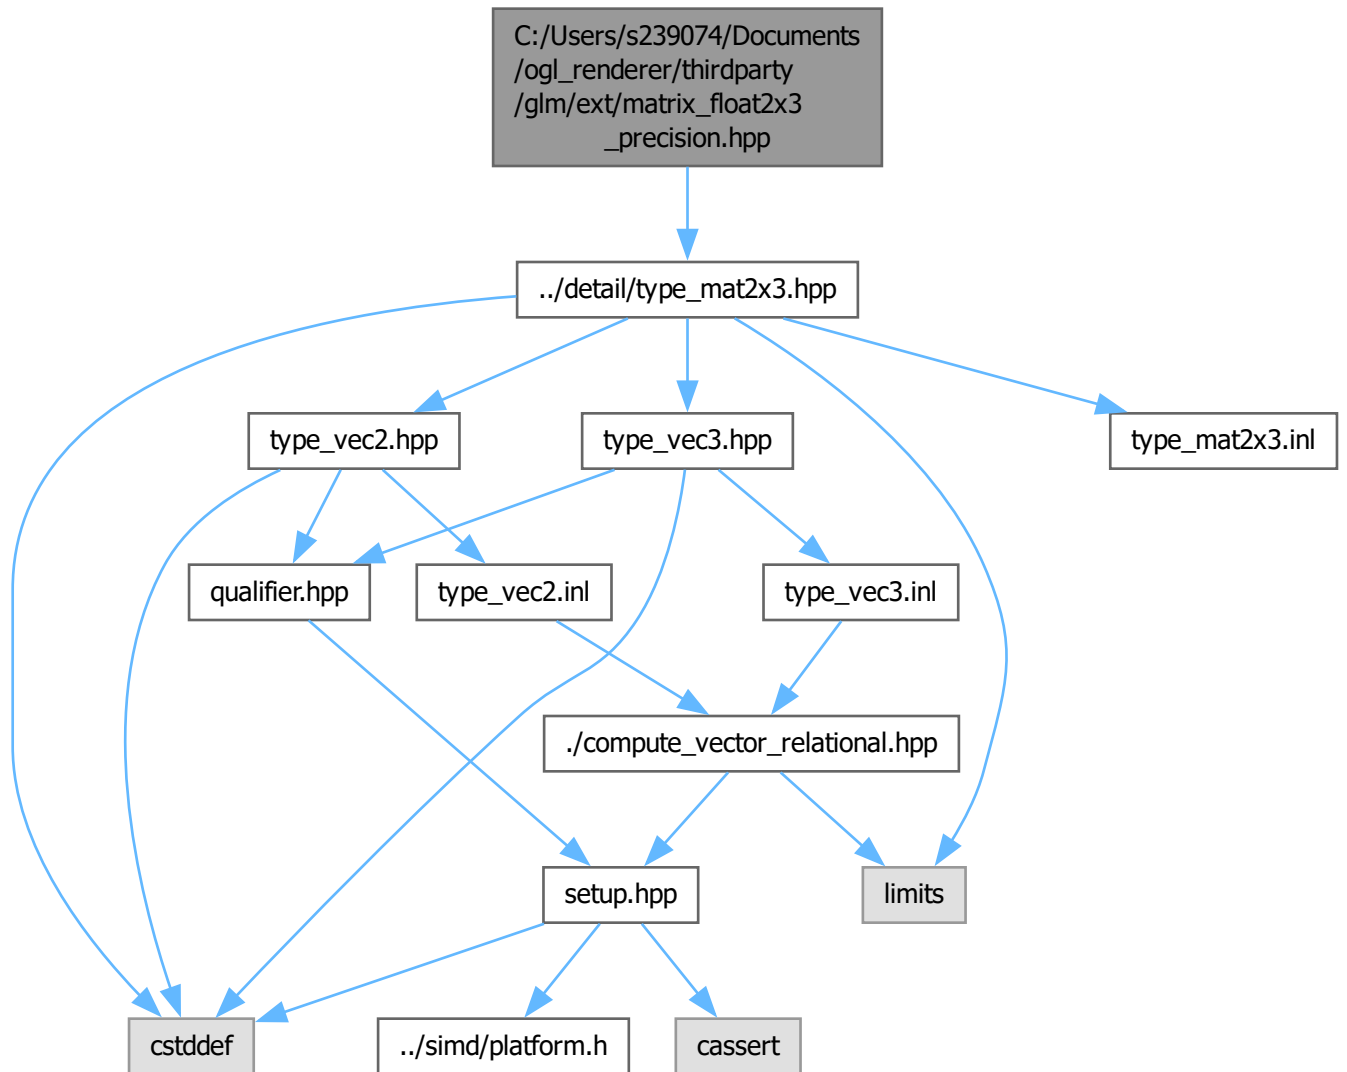 C:/Users/s239074/Documents
/ogl_renderer/thirdparty
/glm/ext/matrix_float2x3
_precision.hpp
../detail/type_mat2x3.hpp
type_vec2.hpp
type_vec3.hpp
type_mat2x3.inl
qualifier.hpp
type_vec2.inl
type_vec3.inl
./compute_vector_relational.hpp
setup.hpp
limits
cstddef
../simd/platform.h
cassert